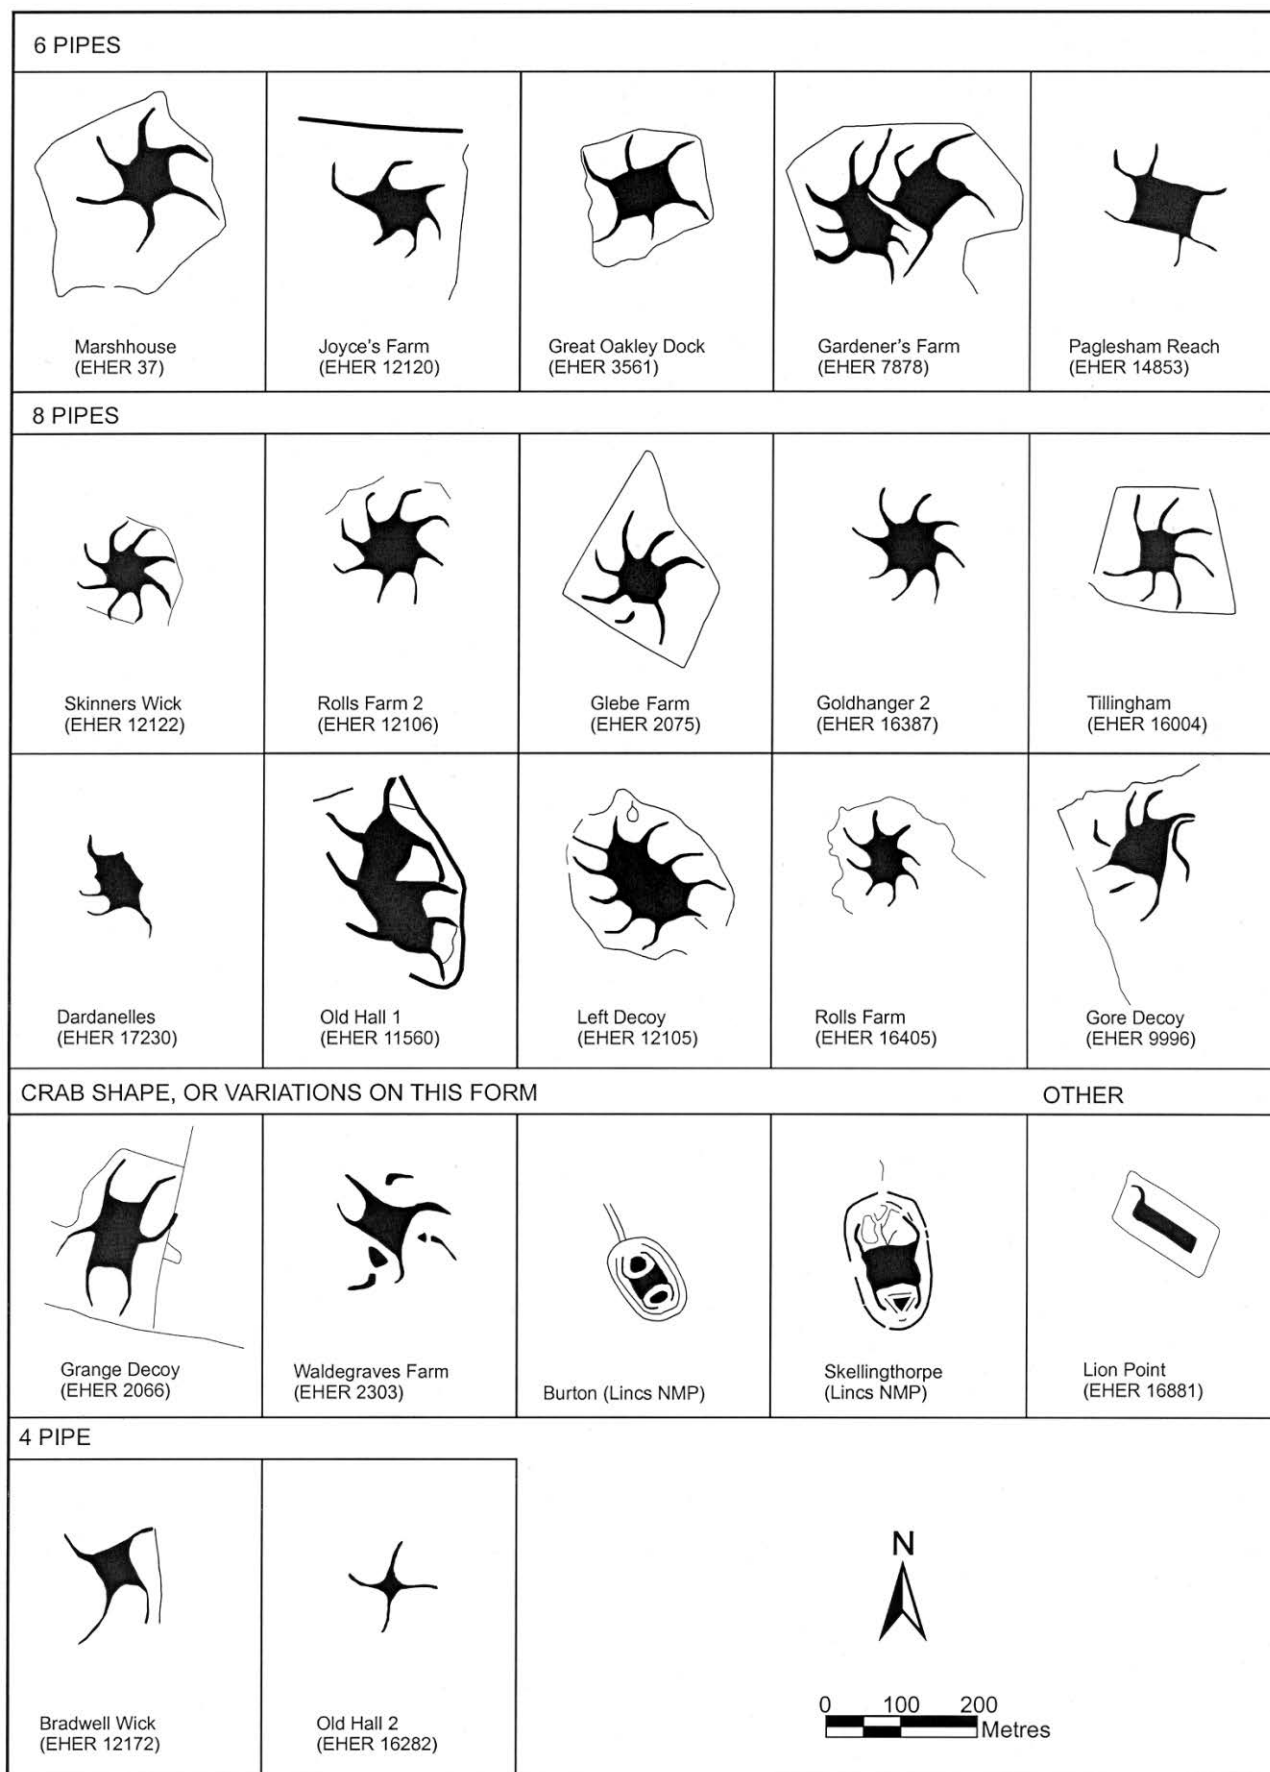 6 PIPES
Marshhouse
(EHER 37)
Joyce's Farm
(EHER 12120)
Great Oakley Dock
(EHER 3561)
Gardener's Farm
(EHER 7878)
Paglesham Reach
(EHER 14853)
8 PIPES
Skinners Wick
(EHER 12122)
Rolls Farm 2
(EHER 12106)
Glebe Farm
(EHER 2075)
Goldhanger 2
(EHER 16387)
Tillingham
(EHER 16004)
Dardanelles
(EHER 17230)
Old Hall 1
(EHER 11560)
Left Decoy
(EHER 12105)
Rolls Farm
(EHER 16405)
Gore Decoy
(EHER 9996)
CRAB SHAPE, OR VARIATIONS ON THIS FORM
OTHER
Grange Decoy
(EHER 2066)
Waldegraves Farm
(EHER 2303)
Burton (Lincs NMP)
Skellingthorpe
(Lincs NMP)
Lion Point
(EHER 16881)
4 PIPE
Bradwell Wick
(EHER 12172)
Old Hall 2
(EHER 16282)
N
0 100 200
Metres